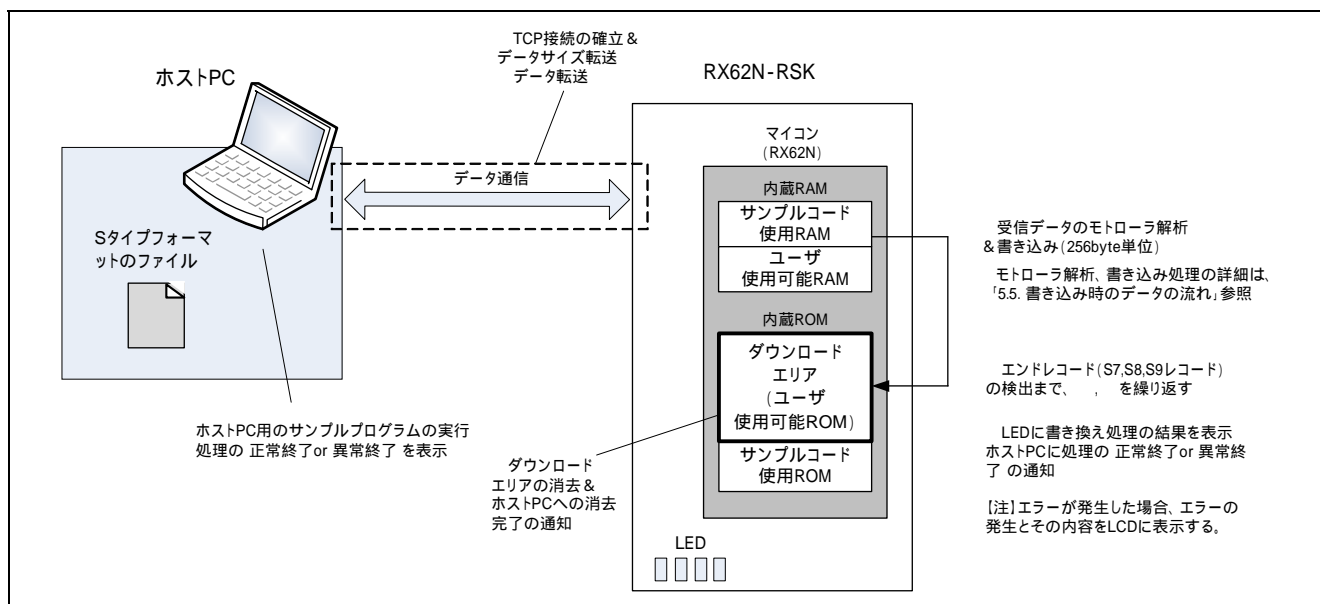 TCP接続の確立 &
データサイズ転送
データ転送
ホストPC
RX62N-RSK
マイコン
(RX62N)
データ通信
内蔵RAM
サンプルコード
使用RAM
ユーザ
使用可能RAM
Sタイプフォーマ
ットのファイル
受信データのモトローラ解析
&書き込み(256byte単位)
モトローラ解析、書き込み処理の詳細は、
「5.5. 書き込み時のデータの流れ」参照
内蔵ROM
ダウンロード
エリア
(ユーザ
使用可能ROM)
サンプルコード
使用ROM
エンドレコード(S7,S8,S9レコード)
の検出まで、 , を繰り返す
ホストPC用のサンプルプログラムの実行
処理の 正常終了or 異常終了 を表示
ダウンロード
エリアの消去 &
ホストPCへの消去
完了の通知
LEDに書き換え処理の結果を表示
ホストPCに処理の 正常終了or 異常終
了 の通知
【注】エラーが発生した場合、エラーの
発生とその内容をLCDに表示する。
LED